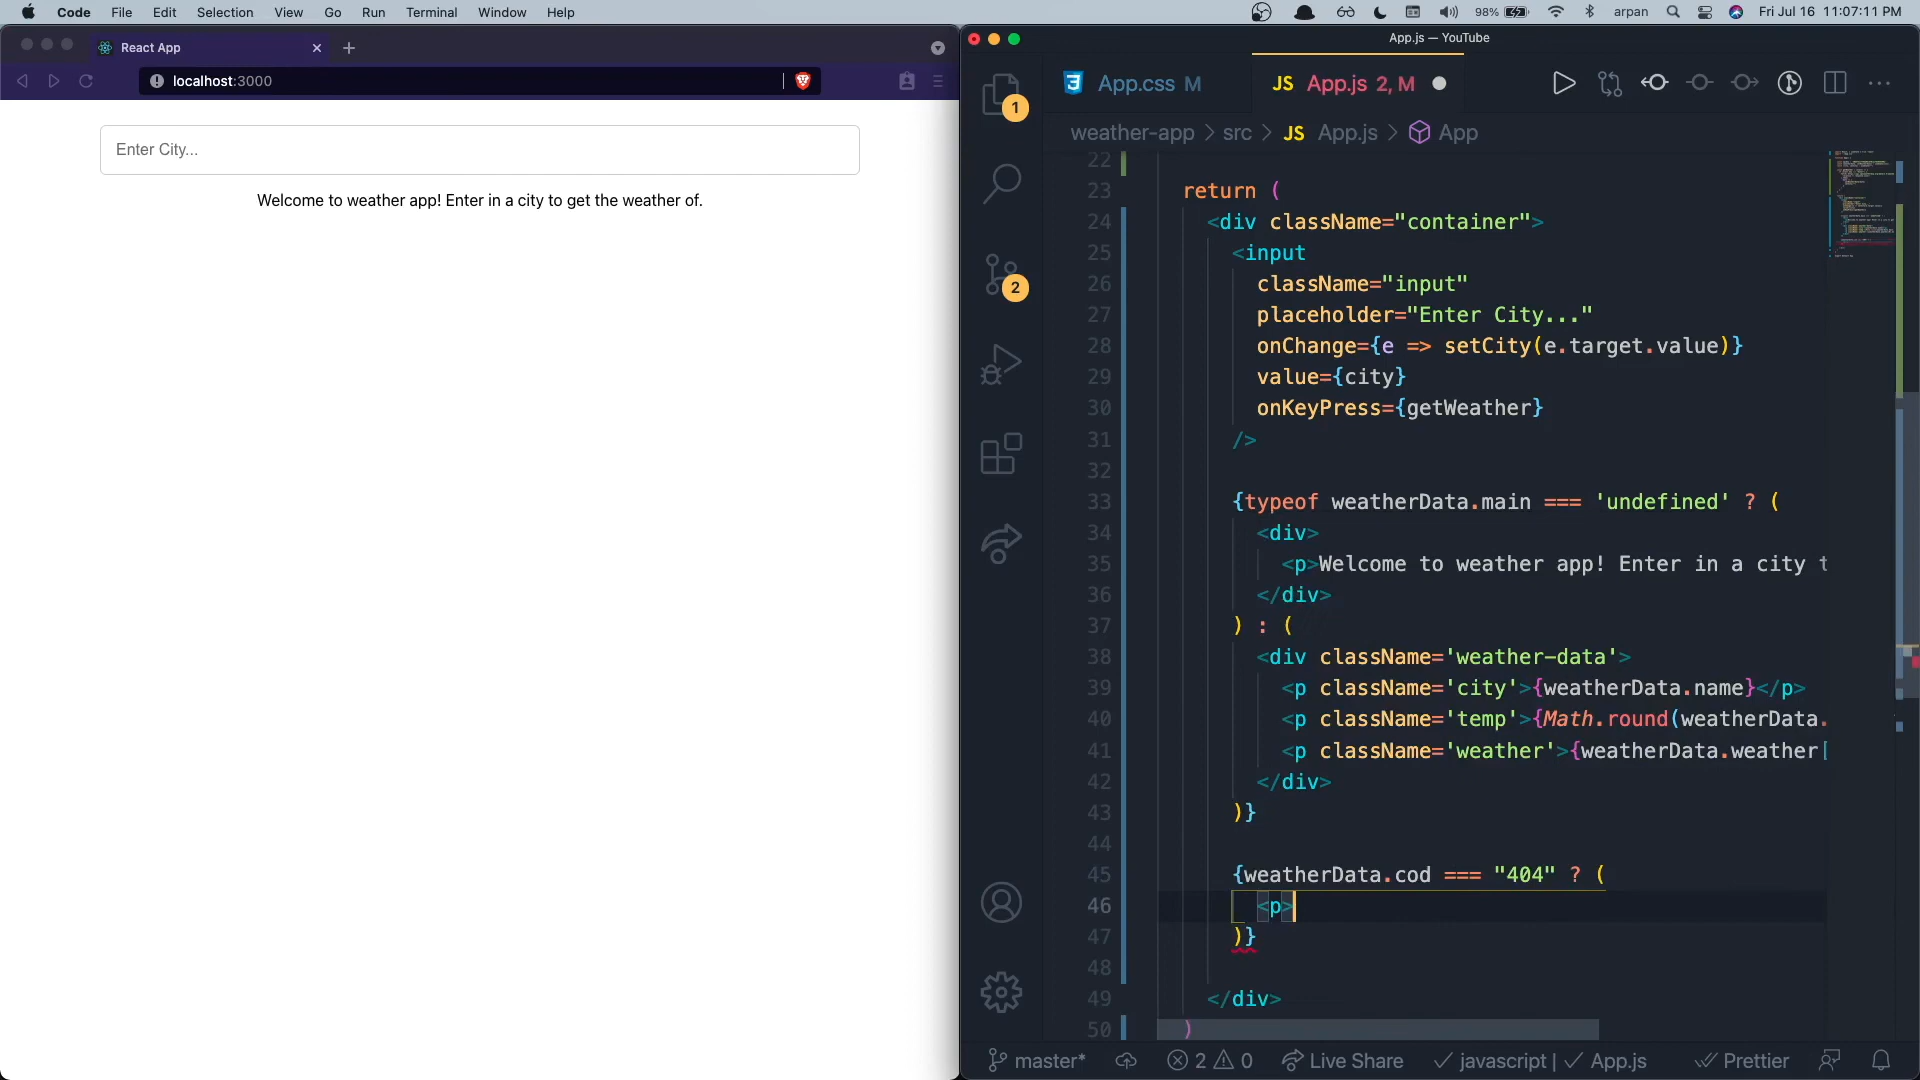 Code File Edit Selection View Go Run Terminal Window Help
98% arpan Fri Jul 16 11:07:11 PM
React App
localhost:3000
Enter City...
Welcome to weather app! Enter in a city to get the weather of.
App.js — YouTube
App.css M
JS App.js 2, M
weather-app > src > JS App.js > App
1
2
22
23 return (
24 <div className="container">
25 <input
26 className="input"
27 placeholder="Enter City..."
28 onChange={e => setCity(e.target.value)}
29 value={city}
30 onKeyPress={getWeather}
31 />
32
33 {typeof weatherData.main === 'undefined' ? (
34 <div>
35 <p>Welcome to weather app! Enter in a city t
36 </div>
37 ) : (
38 <div className='weather-data'>
39 <p className='city'>{weatherData.name}</p>
40 <p className='temp'>{Math.round(weatherData.
41 <p className='weather'>{weatherData.weather[
42 </div>
43 )}
44
45 {weatherData.cod === "404" ? (
46 <p>
47 )}
48
49 </div>
50 )
master* 2 0 Live Share javascript | App.js Prettier